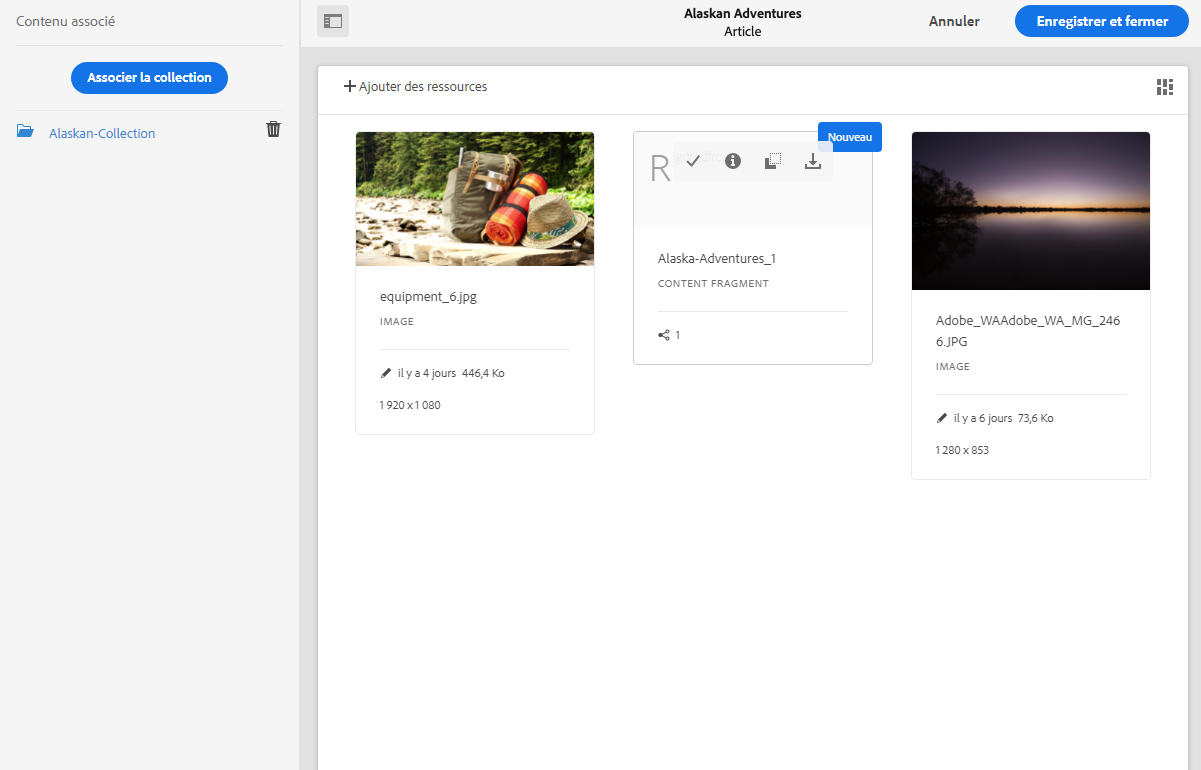 Contenu associé
Associer la collection
Alaskan-Collection
Alaskan Adventures
Article
Annuler
Enregistrer et fermer
Ajouter des ressources
equipment_6.jpg
IMAGE
il y a 4 jours 446,4 Ko
1 920 x 1 080
Nouveau
R
Alaska-Adventures_1
CONTENT FRAGMENT
1
Adobe_WAAdobe_WA_MG_246
6.JPG
IMAGE
il y a 6 jours 73,6 Ko
1 280 x 853